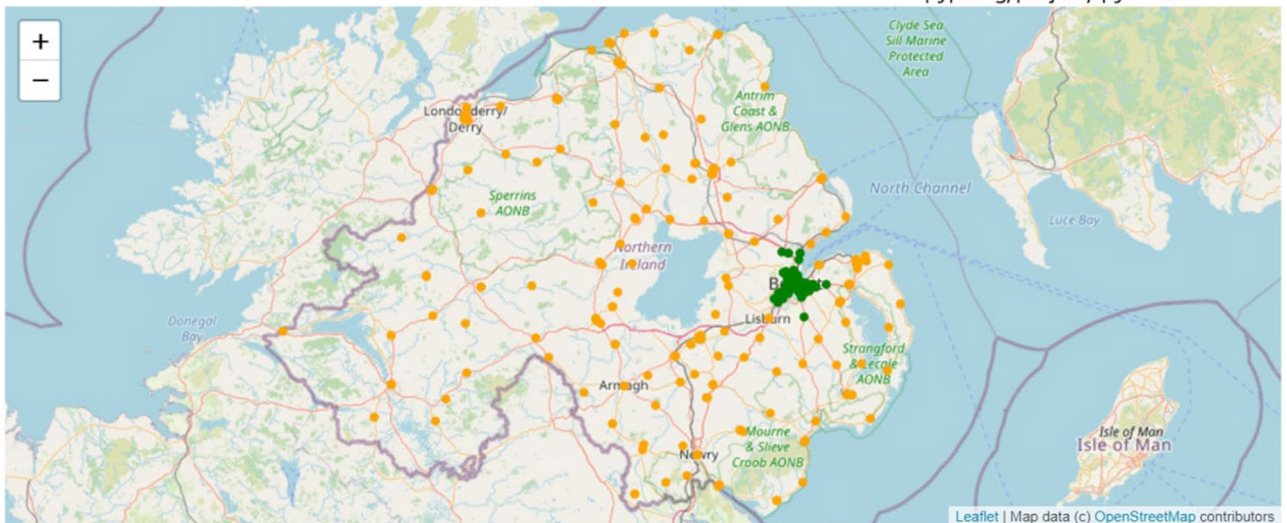 +
−
Clyde Sea
Sill Marine
Protected
Area
Antrim
Coast &
Glens AONB
Londonderry/
Derry
North Channel
Luce Bay
Sperrins
AONB
Northern
Ireland
Donegal
Bay
Lisburn
Strangford
& Lecale
AONB
Armagh
Mourne
& Slieve
Croob AONB
Newry
Isle of Man
Isle of Man
Leaflet | Map data (c) OpenStreetMap contributors